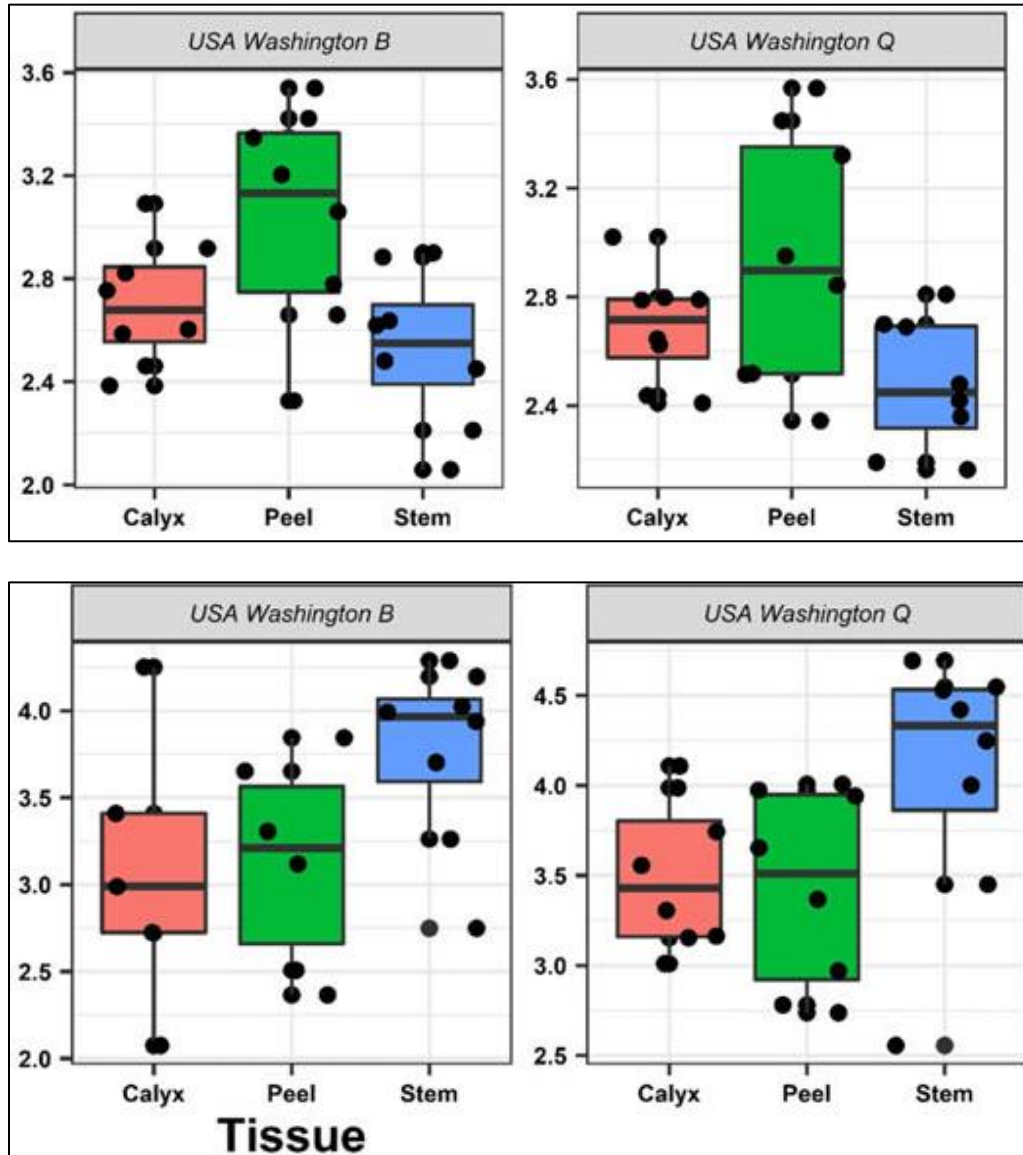 USA Washington B
USA Washington Q
3.6
3.2
2.8
2.4
2.0
3.6
3.2
2.8
2.4
Calyx Peel Stem
Calyx Peel Stem
USA Washington B
USA Washington Q
4.0
3.5
3.0
2.5
2.0
4.5
4.0
3.5
3.0
2.5
Calyx Peel Stem
Calyx Peel Stem
Tissue